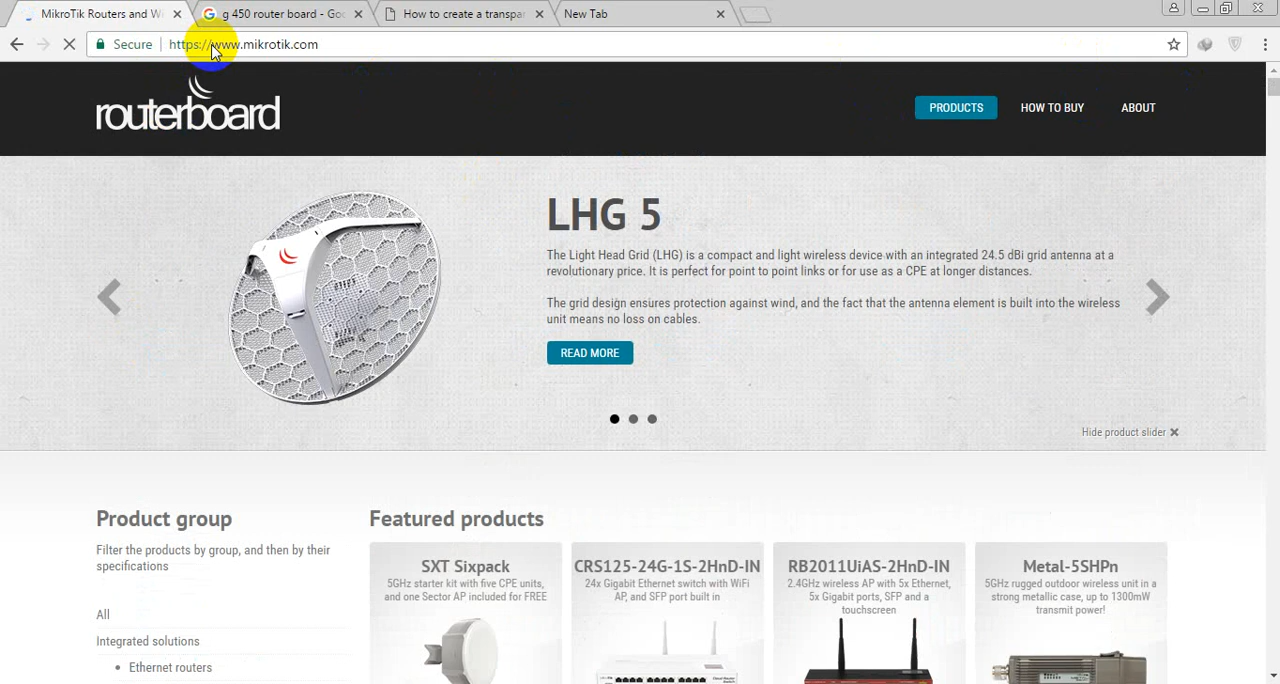 MikroTik Routers and Wi
g 450 router board - Goo
How to create a transpar
New Tab
Secure
https://www.mikrotik.com
routerboard
PRODUCTS
HOW TO BUY
ABOUT
LHG 5
The Light Head Grid (LHG) is a compact and light wireless device with an integrated 24.5 dBi grid antenna at a
revolutionary price. It is perfect for point to point links or for use as a CPE at longer distances.
The grid design ensures protection against wind, and the fact that the antenna element is built into the wireless
unit means no loss on cables.
READ MORE
Hide product slider
Product group
Filter the products by group, and then by their
specifications
All
Integrated solutions
Ethernet routers
Featured products
SXT Sixpack
5GHz starter kit with five CPE units,
and one Sector AP included for FREE
CRS125-24G-1S-2HnD-IN
24x Gigabit Ethernet switch with WiFi
AP, and SFP port built in
RB2011UiAS-2HnD-IN
2.4GHz wireless AP with 5x Ethernet,
5x Gigabit ports, SFP and a
touchscreen
Metal-5SHPn
5GHz rugged outdoor wireless unit in a
strong metallic case, up to 1300mW
transmit power!